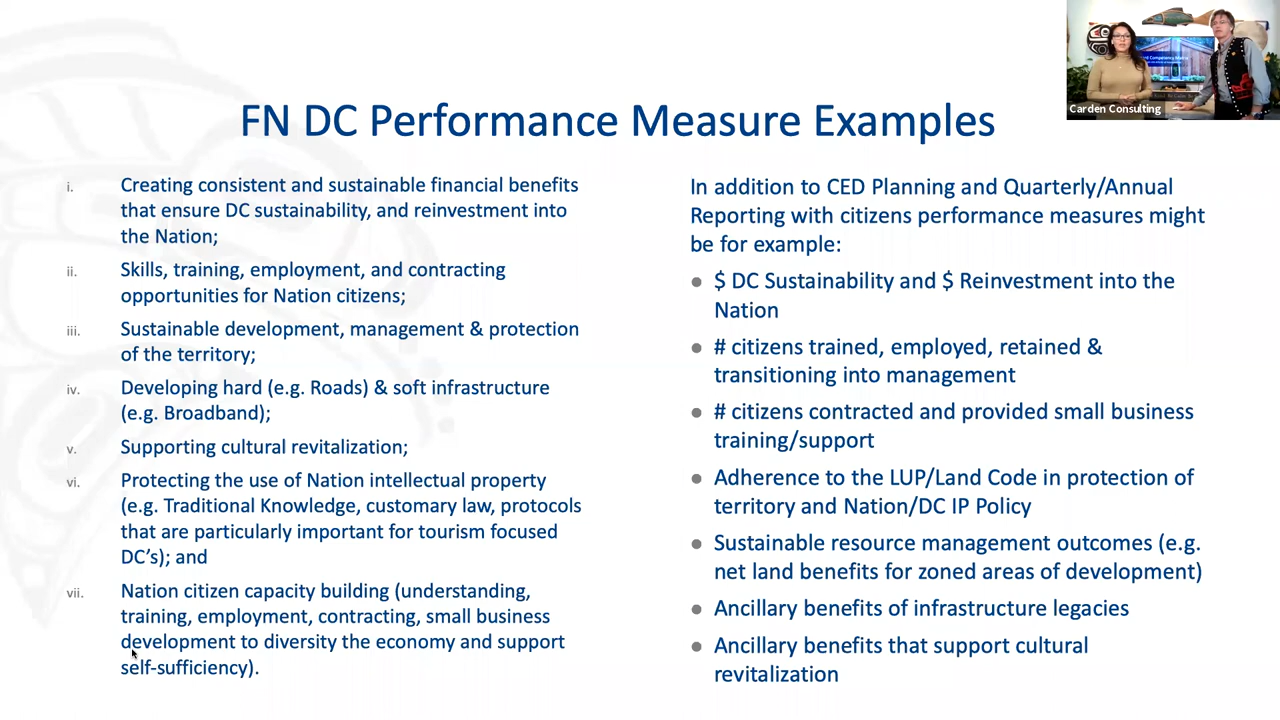 FN DC Performance Measure Examples
i. Creating consistent and sustainable financial benefits
that ensure DC sustainability, and reinvestment into
the Nation;
ii. Skills, training, employment, and contracting
opportunities for Nation citizens;
iii. Sustainable development, management & protection
of the territory;
iv. Developing hard (e.g. Roads) & soft infrastructure
(e.g. Broadband);
v. Supporting cultural revitalization;
vi. Protecting the use of Nation intellectual property
(e.g. Traditional Knowledge, customary law, protocols
that are particularly important for tourism focused
DC's); and
vii. Nation citizen capacity building (understanding,
training, employment, contracting, small business
development to diversity the economy and support
self-sufficiency).
In addition to CED Planning and Quarterly/Annual
Reporting with citizens performance measures might
be for example:
● $ DC Sustainability and $ Reinvestment into the
Nation
● # citizens trained, employed, retained &
transitioning into management
● # citizens contracted and provided small business
training/support
● Adherence to the LUP/Land Code in protection of
territory and Nation/DC IP Policy
● Sustainable resource management outcomes (e.g.
net land benefits for zoned areas of development)
● Ancillary benefits of infrastructure legacies
● Ancillary benefits that support cultural
revitalization
Carden Consulting